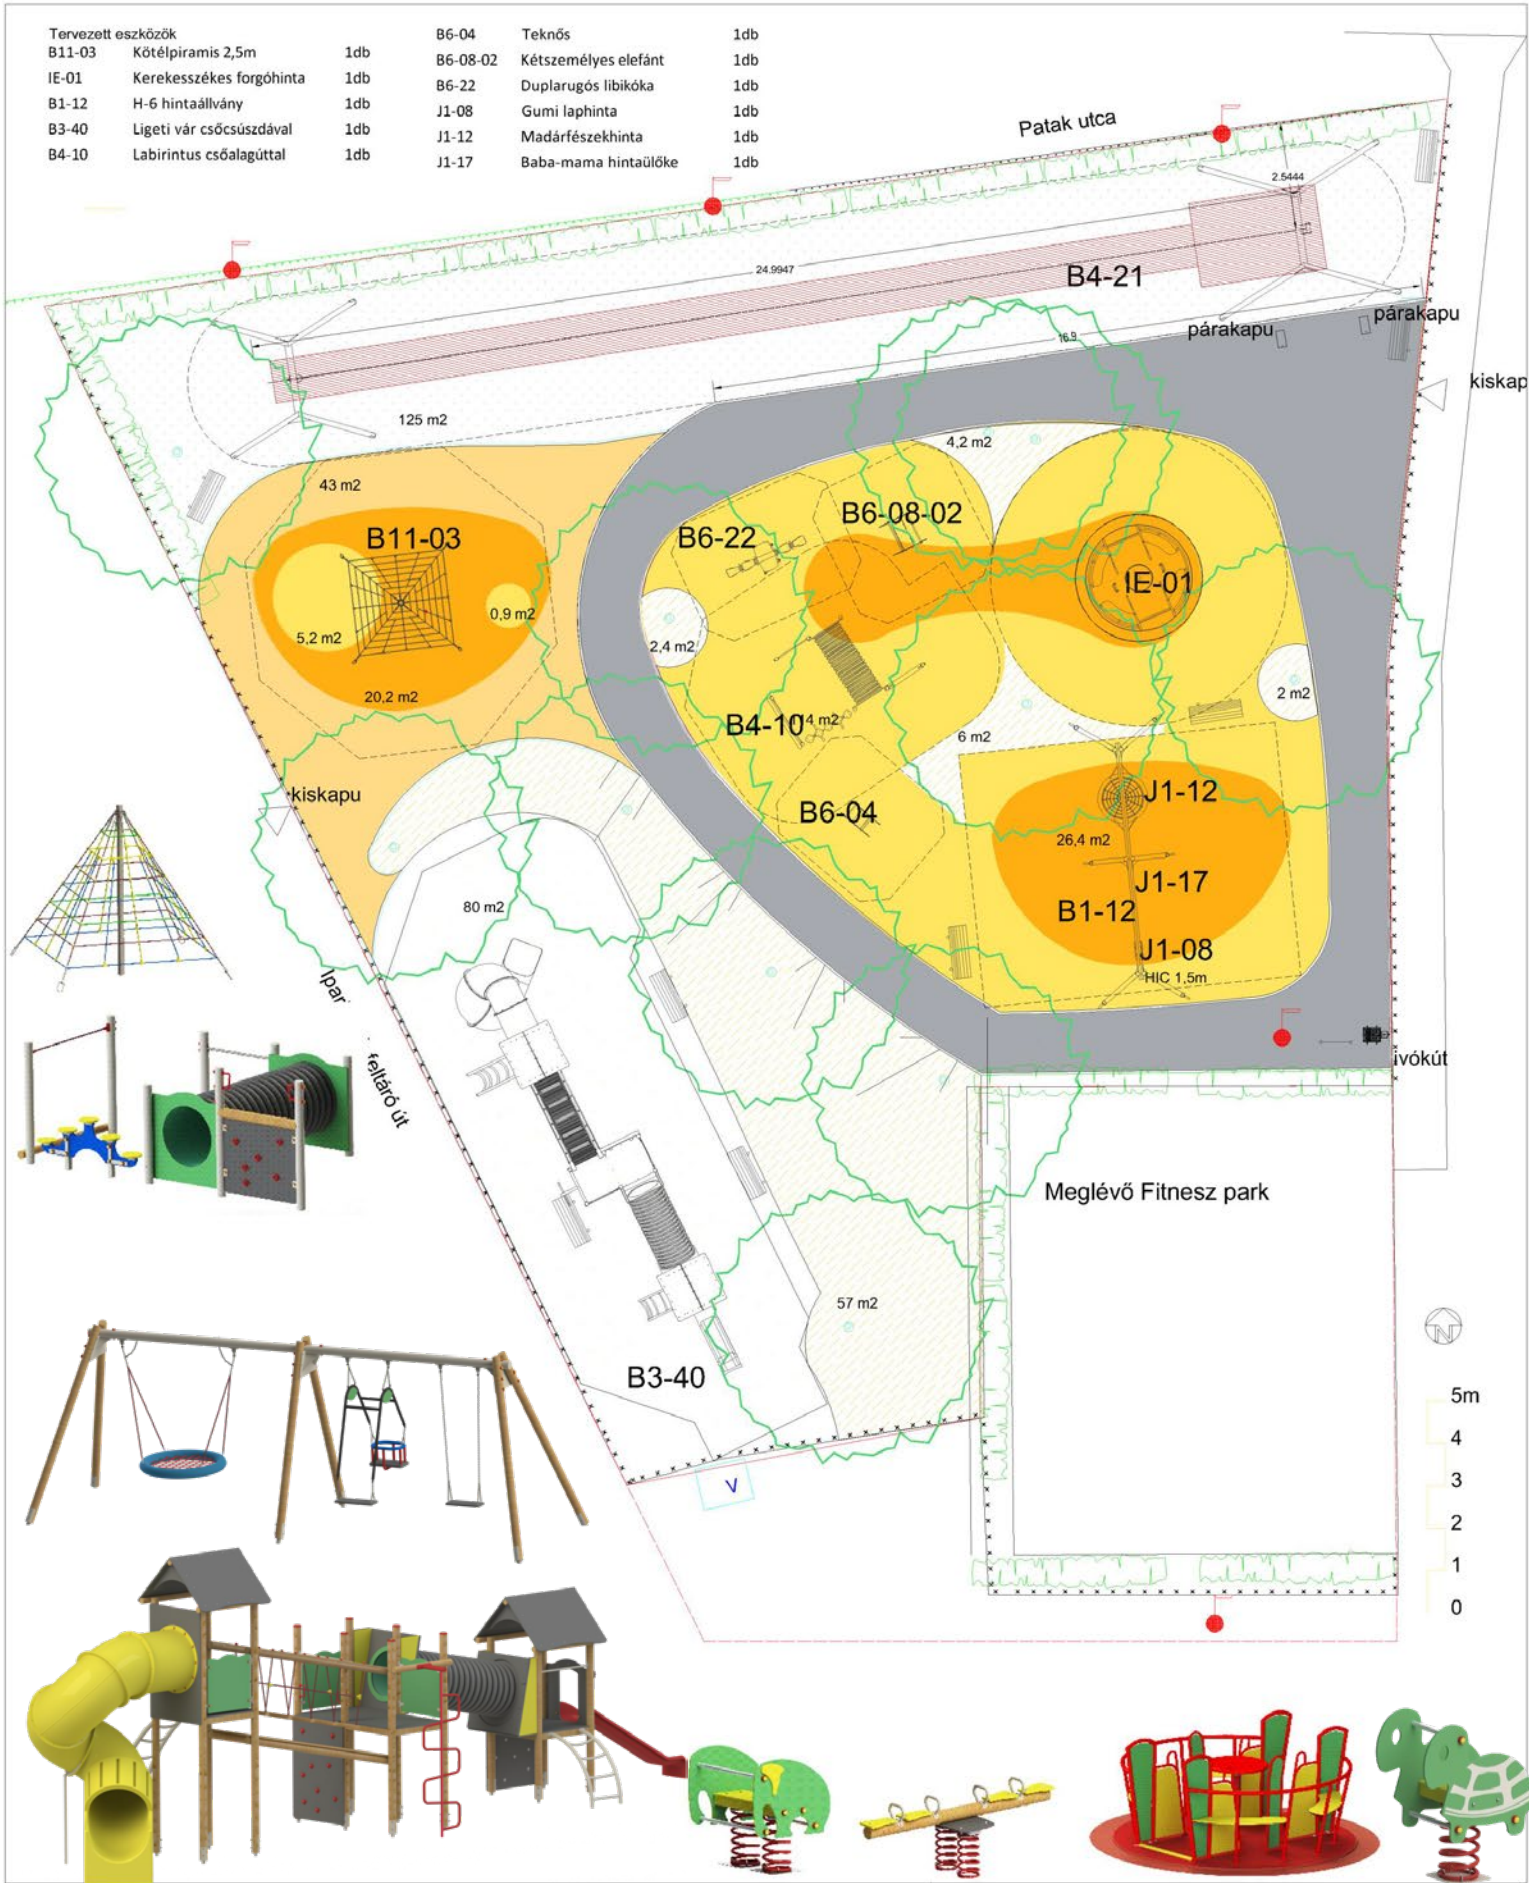 Tervezett eszközök
B11-03 Kötélpiramis 2,5m 1db
IE-01 Kerekesszékes forgóhinta 1db
B1-12 H-6 hintaállvány 1db
B3-40 Ligeti vár csőcsúszdával 1db
B4-10 Labirintus csőalagúttal 1db
B6-04 Teknős 1db
B6-08-02 Kétszemélyes elefánt 1db
B6-22 Duplarugós libikóka 1db
J1-08 Gumi laphinta 1db
J1-12 Madárfészekhinta 1db
J1-17 Baba-mama hintaülőke 1db
Patak utca
2.5444
24.9947
B4-21
párakapu
párakapu
16.9
kiskap
125 m2
4,2 m2
43 m2
B11-03
B6-22
B6-08-02
IE-01
5,2 m2
0,9 m2
2,4 m2
20,2 m2
2 m2
B4-10
4 m2
6 m2
kiskapu
J1-12
B6-04
26,4 m2
J1-17
80 m2
B1-12
J1-08
HIC 1,5m
Ipar
feltáró út
ivókút
Meglévő Fitnesz park
57 m2
B3-40
V
N
5m
4
3
2
1
0